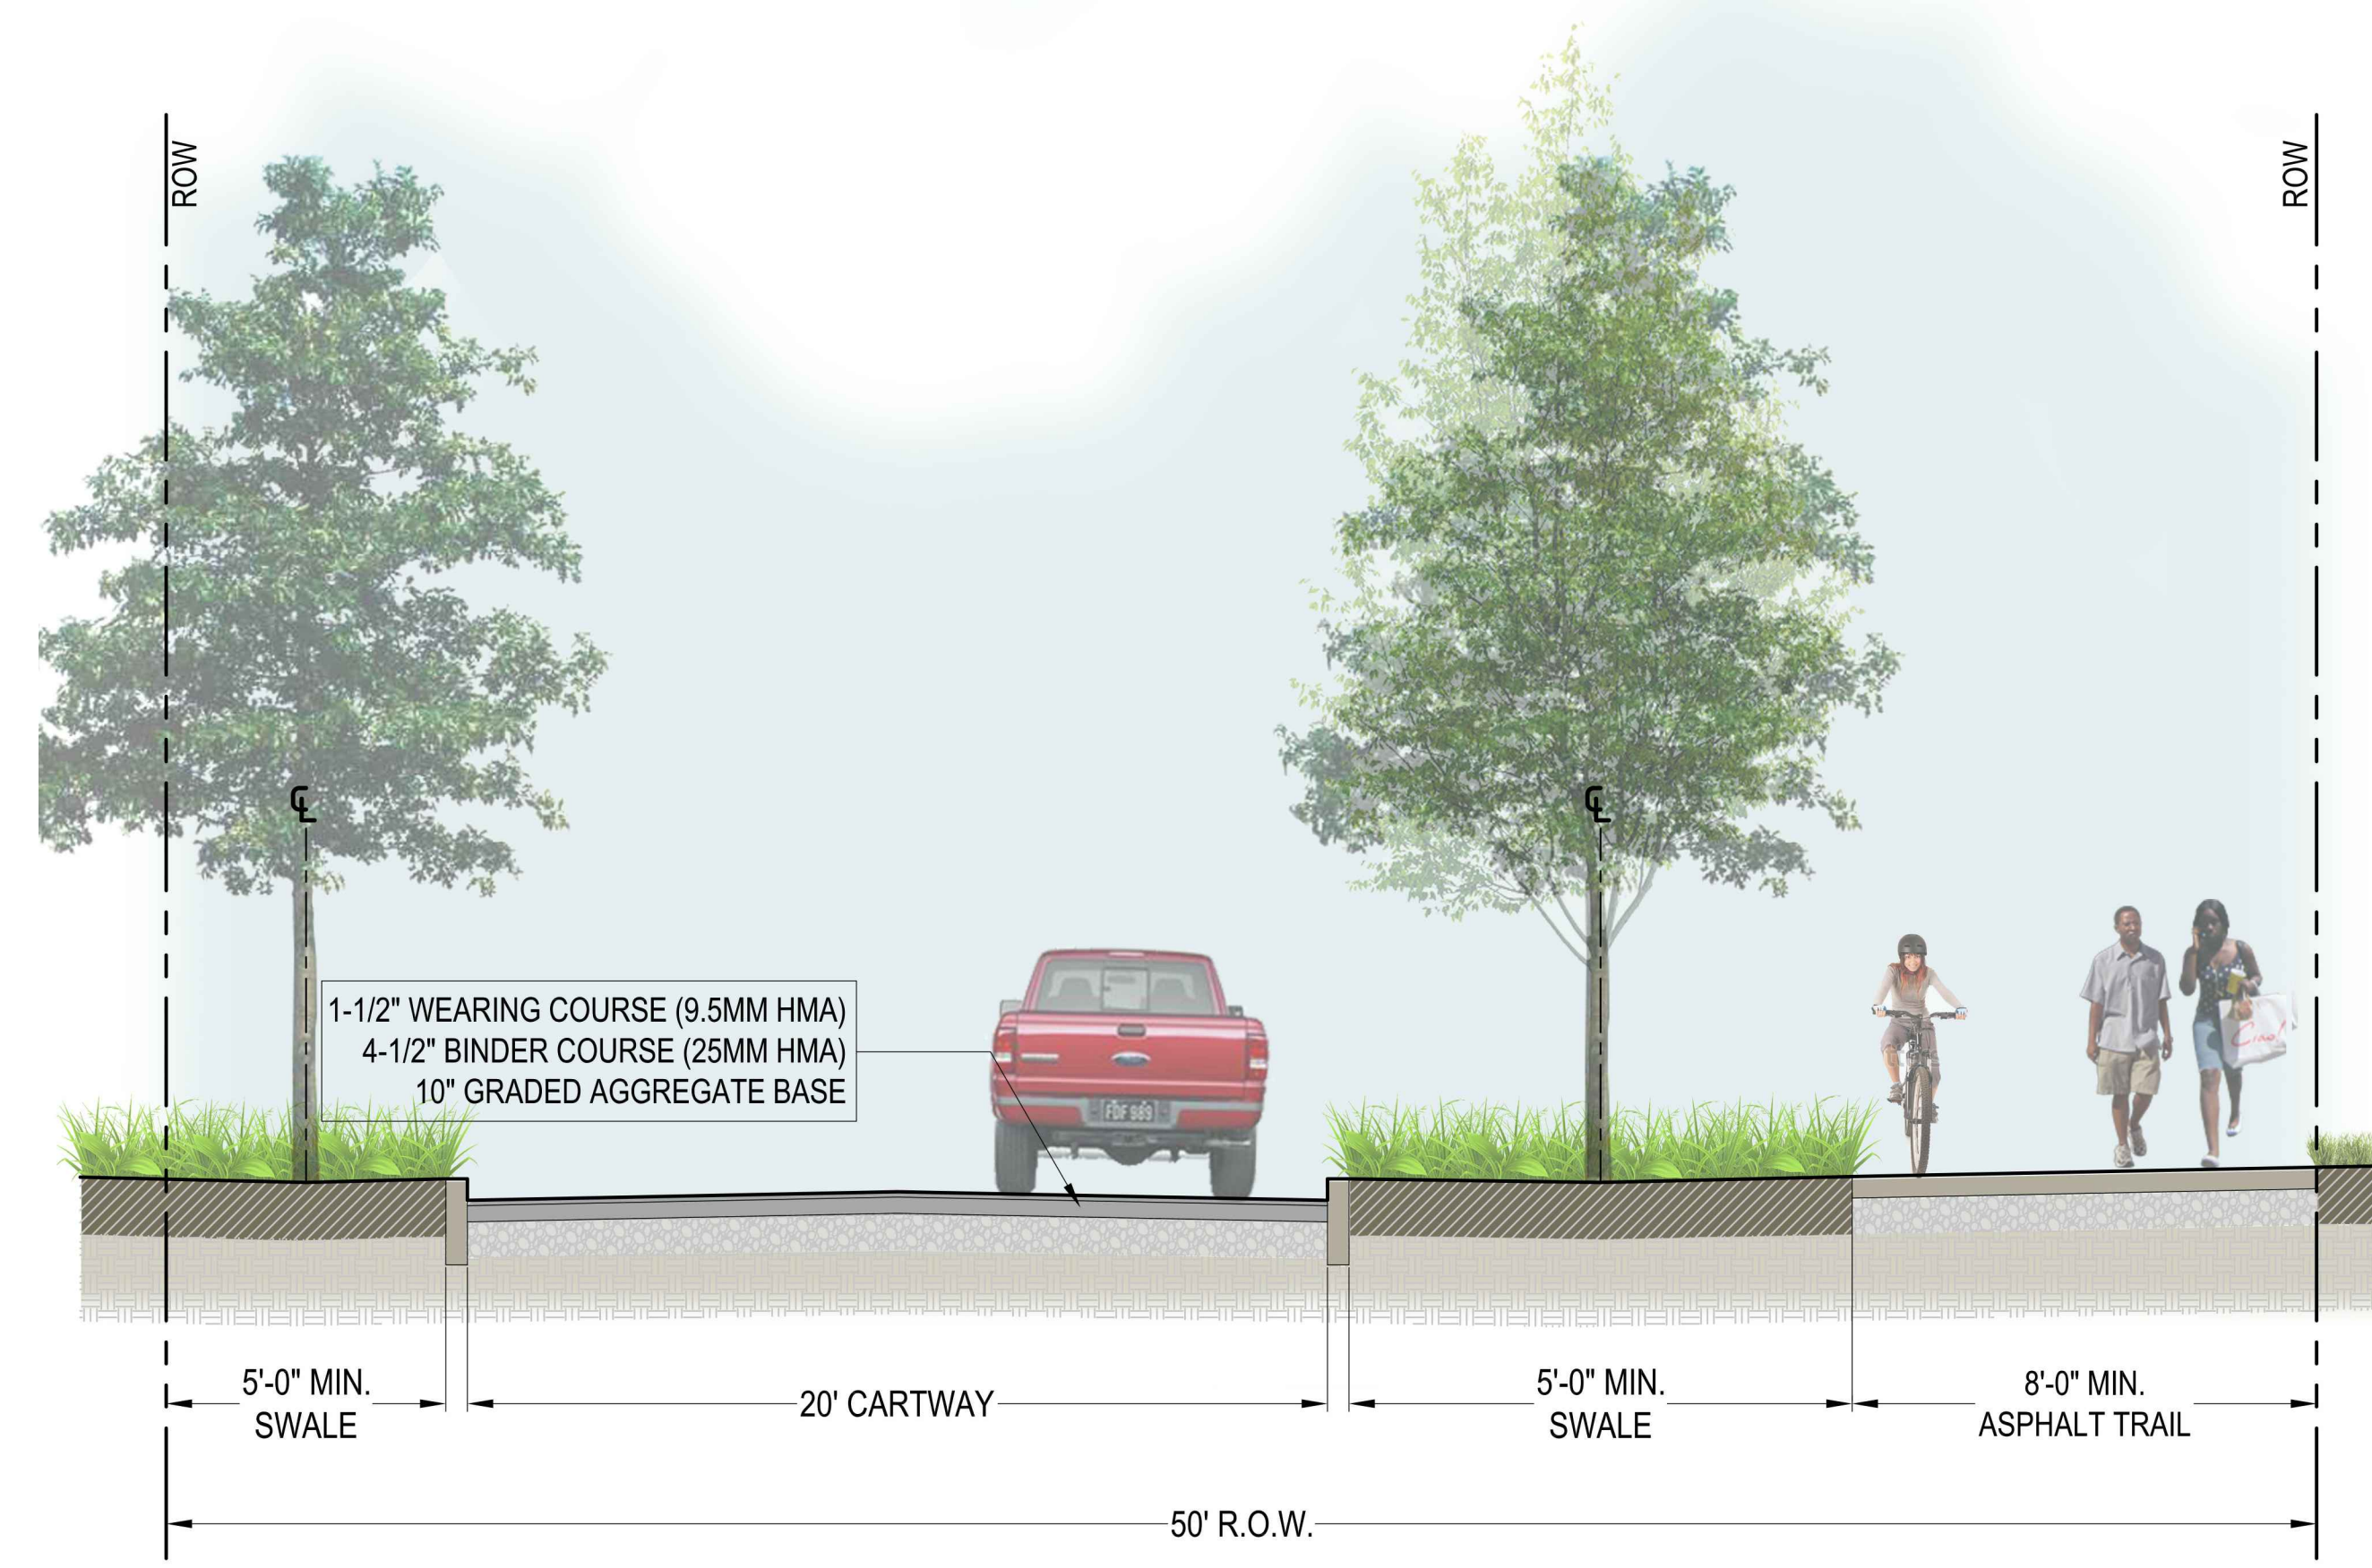 ROW
ROW
℄
℄
1-1/2" WEARING COURSE (9.5MM HMA)
4-1/2" BINDER COURSE (25MM HMA)
10" GRADED AGGREGATE BASE
FDF 989
5'-0" MIN.
SWALE
20' CARTWAY
5'-0" MIN.
SWALE
8'-0" MIN.
ASPHALT TRAIL
50' R.O.W.